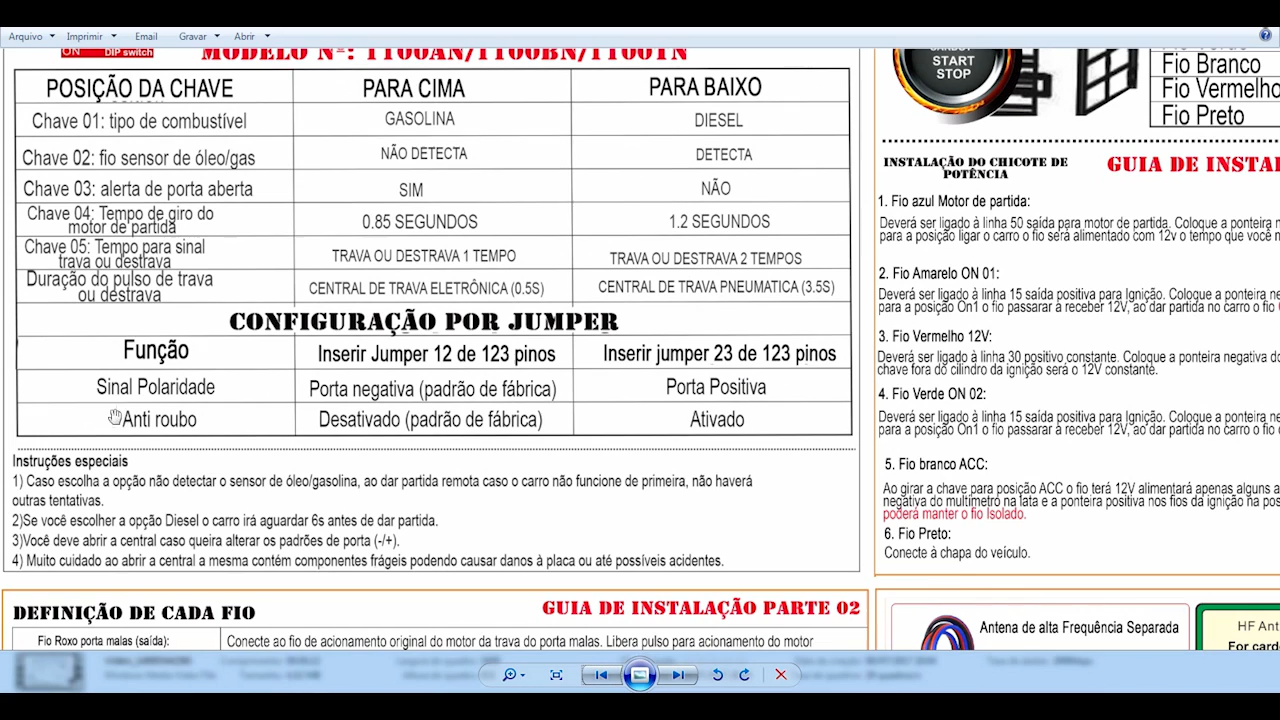 Arquivo Imprimir Email Gravar Abrir
ON DIP switch
MODELO Nº: 1100AN/1100BN/1100TN
POSIÇÃO DA CHAVE PARA CIMA PARA BAIXO
Chave 01: tipo de combustível GASOLINA DIESEL
Chave 02: fio sensor de óleo/gas NÃO DETECTA DETECTA
Chave 03: alerta de porta aberta SIM NÃO
Chave 04: Tempo de giro do
motor de partida 0.85 SEGUNDOS 1.2 SEGUNDOS
Chave 05: Tempo para sinal
trava ou destrava TRAVA OU DESTRAVA 1 TEMPO TRAVA OU DESTRAVA 2 TEMPOS
Duração do pulso de trava
ou destrava CENTRAL DE TRAVA ELETRÔNICA (0.5S) CENTRAL DE TRAVA PNEUMATICA (3.5S)
CONFIGURAÇÃO POR JUMPER
Função Inserir Jumper 12 de 123 pinos Inserir jumper 23 de 123 pinos
Sinal Polaridade Porta negativa (padrão de fábrica) Porta Positiva
Anti roubo Desativado (padrão de fábrica) Ativado
Instruções especiais
1) Caso escolha a opção não detectar o sensor de óleo/gasolina, ao dar partida remota caso o carro não funcione de primeira, não haverá
outras tentativas.
2)Se você escolher a opção Diesel o carro irá aguardar 6s antes de dar partida.
3)Você deve abrir a central caso queira alterar os padrões de porta (-/+).
4) Muito cuidado ao abrir a central a mesma contém componentes frágeis podendo causar danos à placa ou até possíveis acidentes.
DEFINIÇÃO DE CADA FIO GUIA DE INSTALAÇÃO PARTE 02
Fio Roxo porta malas (saída): Conecte ao fio de acionamento original do motor da trava do porta malas. Libera pulso para acionamento do motor
START
STOP
Fio Branco
Fio Vermelho
Fio Preto
INSTALAÇÃO DO CHICOTE DE
POTÊNCIA
GUIA DE INSTAL
1. Fio azul Motor de partida:
Deverá ser ligado à linha 50 saída para motor de partida. Coloque a ponteira n
para a posição ligar o carro o fio será alimentado com 12v o tempo que você m
2. Fio Amarelo ON 01:
Deverá ser ligado à linha 15 saída positiva para Ignição. Coloque a ponteira ne
para a posição On1 o fio passarar à receber 12V, ao dar partida no carro o fio
3. Fio Vermelho 12V:
Deverá ser ligado à linha 30 positivo constante. Coloque a ponteira negativa do
chave fora do cilindro da ignição será o 12V constante.
4. Fio Verde ON 02:
Deverá ser ligado à linha 15 saída positiva para Ignição. Coloque a ponteira ne
para a posição On1 o fio passarar à receber 12V, ao dar partida no carro o fio
5. Fio branco ACC:
Ao girar a chave para posição ACC o fio terá 12V alimentará apenas alguns a
negativa do multimetro na lata e a ponteira positiva nos fios da ignição na pos
poderá manter o fio Isolado.
6. Fio Preto:
Conecte à chapa do veículo.
Antena de alta Frequência Separada
HF Ant
For card